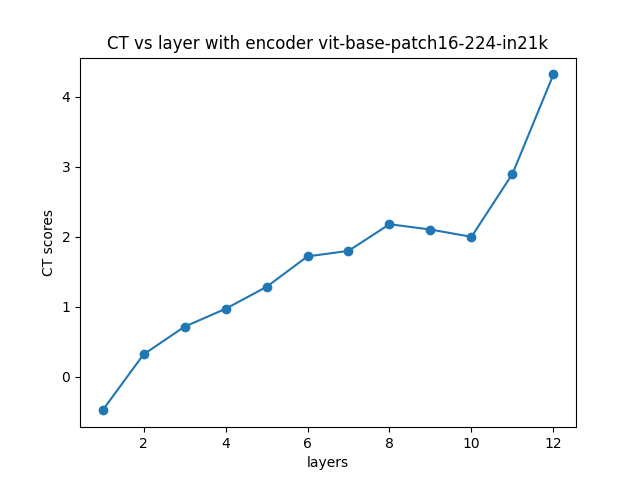 CT vs layer with encoder vit-base-patch16-224-in21k
4
3
2
1
0
CT scores
2 4 6 8 10 12
layers